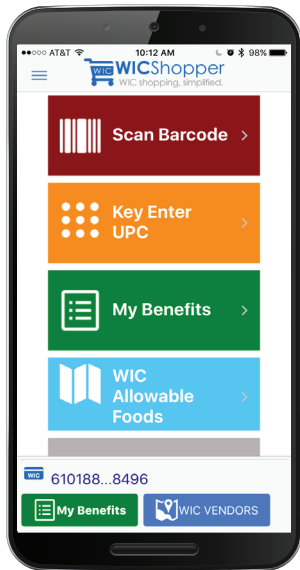 AT&T 10:12 AM 98%
WIC WICShopper
WIC shopping, simplified.
Scan Barcode
Key Enter
UPC
My Benefits
WIC
Allowable
Foods
WIC 610188...8496
My Benefits WIC VENDORS